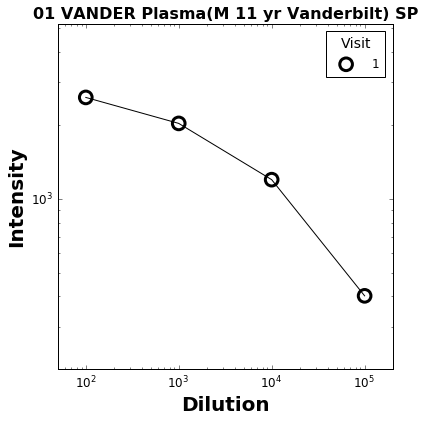 01 VANDER Plasma(M 11 yr Vanderbilt) SP
Visit
1
Intensity
10³
10² 10³ 10⁴ 10⁵
Dilution